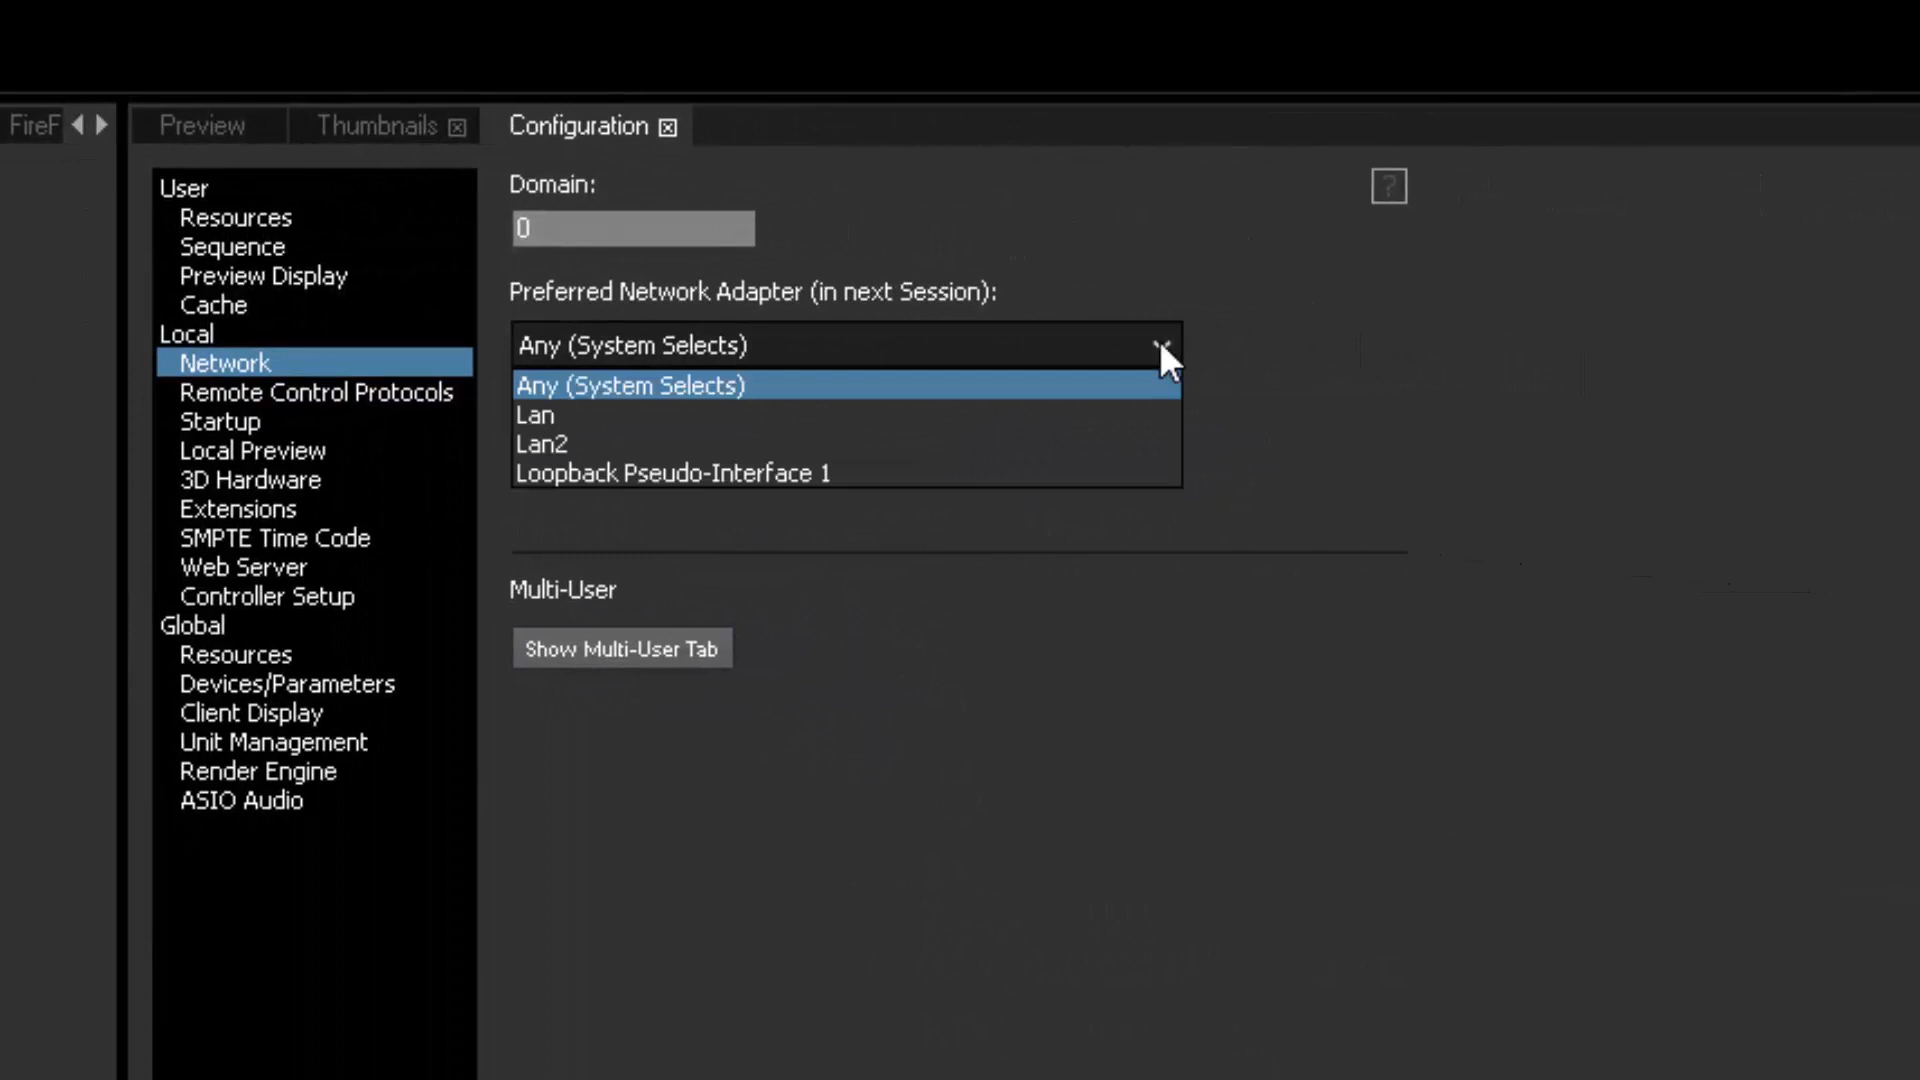 FireF
Preview
Thumbnails
Configuration
User
Resources
Sequence
Preview Display
Cache
Local
Network
Remote Control Protocols
Startup
Local Preview
3D Hardware
Extensions
SMPTE Time Code
Web Server
Controller Setup
Global
Resources
Devices/Parameters
Client Display
Unit Management
Render Engine
ASIO Audio
Domain:
?
0
Preferred Network Adapter (in next Session):
Any (System Selects)
Any (System Selects)
Lan
Lan2
Loopback Pseudo-Interface 1
Multi-User
Show Multi-User Tab